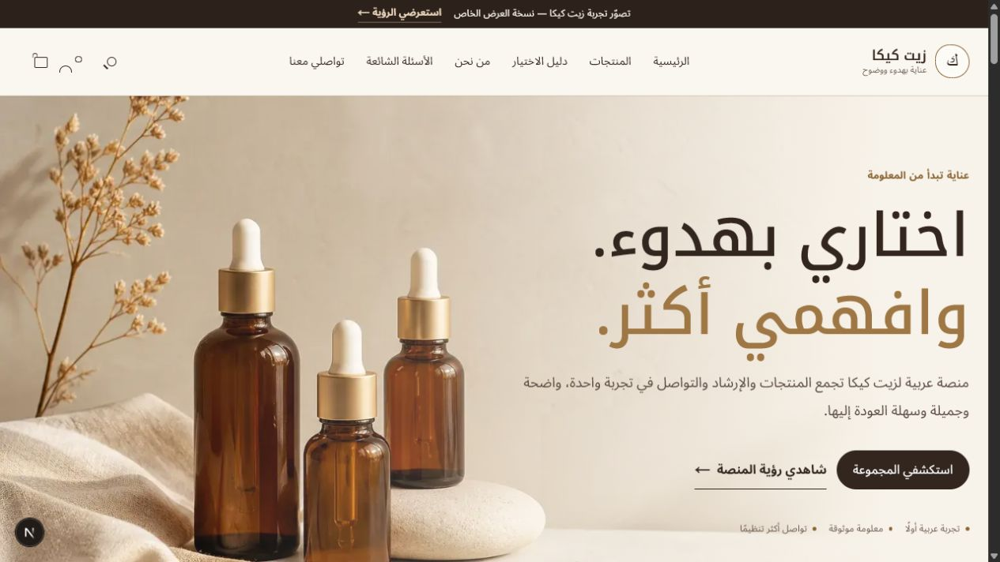 تصوّر تجربة زيت كيكا — نسخة العرض الخاص استعرضي الرؤية ←
ك
زيت كيكا
عناية بهدوء ووضوح
الرئيسية المنتجات دليل الاختيار من نحن الأسئلة الشائعة تواصلي معنا
عناية تبدأ من المعلومة
اختاري بهدوء.
وافهمي أكثر.
منصة عربية لزيت كيكا تجمع المنتجات والإرشاد والتواصل في تجربة واحدة، واضحة
وجميلة وسهلة العودة إليها.
استكشفي المجموعة شاهدي رؤية المنصة ←
• تجربة عربية أولًا • معلومة موثوقة • تواصل أكثر تنظيمًا
N